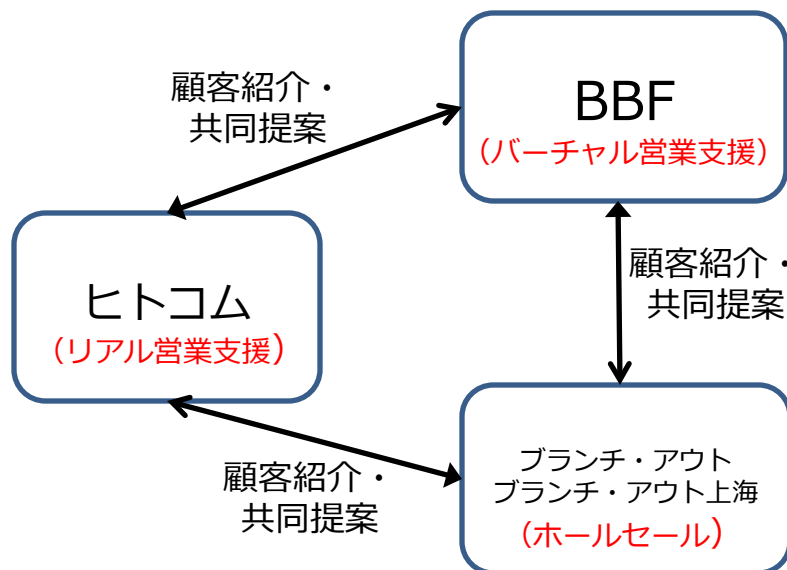 顧客紹介・
共同提案
BBF
（バーチャル営業支援）
ヒトコム
（リアル営業支援）
顧客紹介・
共同提案
顧客紹介・
共同提案
ブランチ・アウト
ブランチ・アウト上海
（ホールセール）